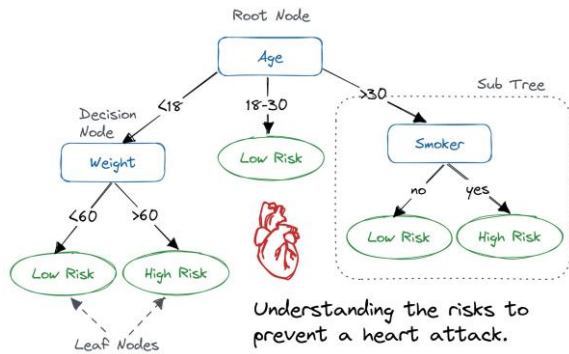 Root Node
Age
<18
18-30
>30
Sub Tree
Decision
Node
Weight
Low Risk
Smoker
<60
>60
no
yes
Low Risk
High Risk
Low Risk
High Risk
Leaf Nodes
Understanding the risks to
prevent a heart attack.